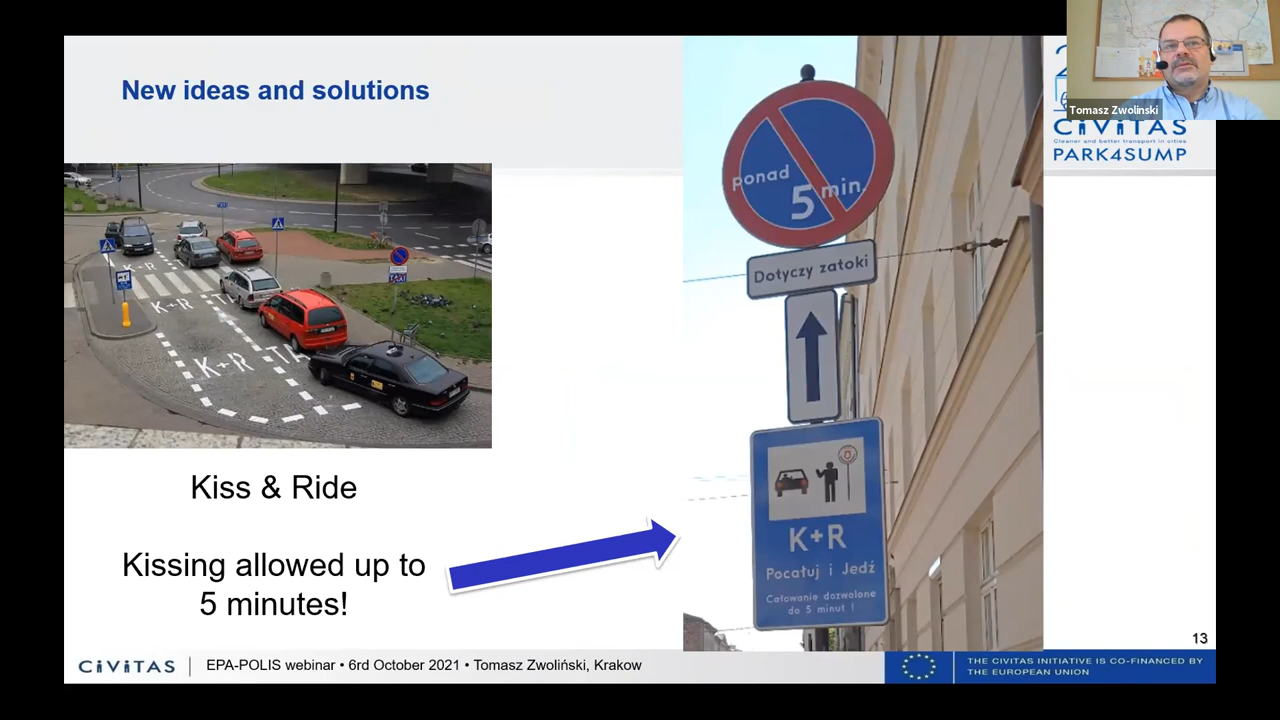 New ideas and solutions
Tomasz Zwolinski
CiViTAS
Cleaner and better transport in cities
PARK4SUMP
ponad
5 min.
Dotyczy zatoki
K+R
Pocałuj i Jedź
Całowanie dozwolone
do 5 minut !
K+R T
K+R T
K+R TA
Kiss & Ride
Kissing allowed up to
5 minutes!
13
CiViTAS
EPA-POLIS webinar • 6rd October 2021 • Tomasz Zwoliński, Krakow
THE CIVITAS INITIATIVE IS CO-FINANCED BY
THE EUROPEAN UNION